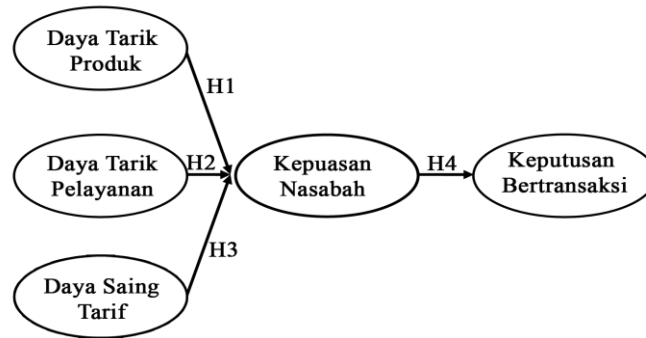 Daya Tarik
Produk
H1
Daya Tarik
Pelayanan
H2
Kepuasan
Nasabah
H4
Keputusan
Bertransaksi
H3
Daya Saing
Tarif